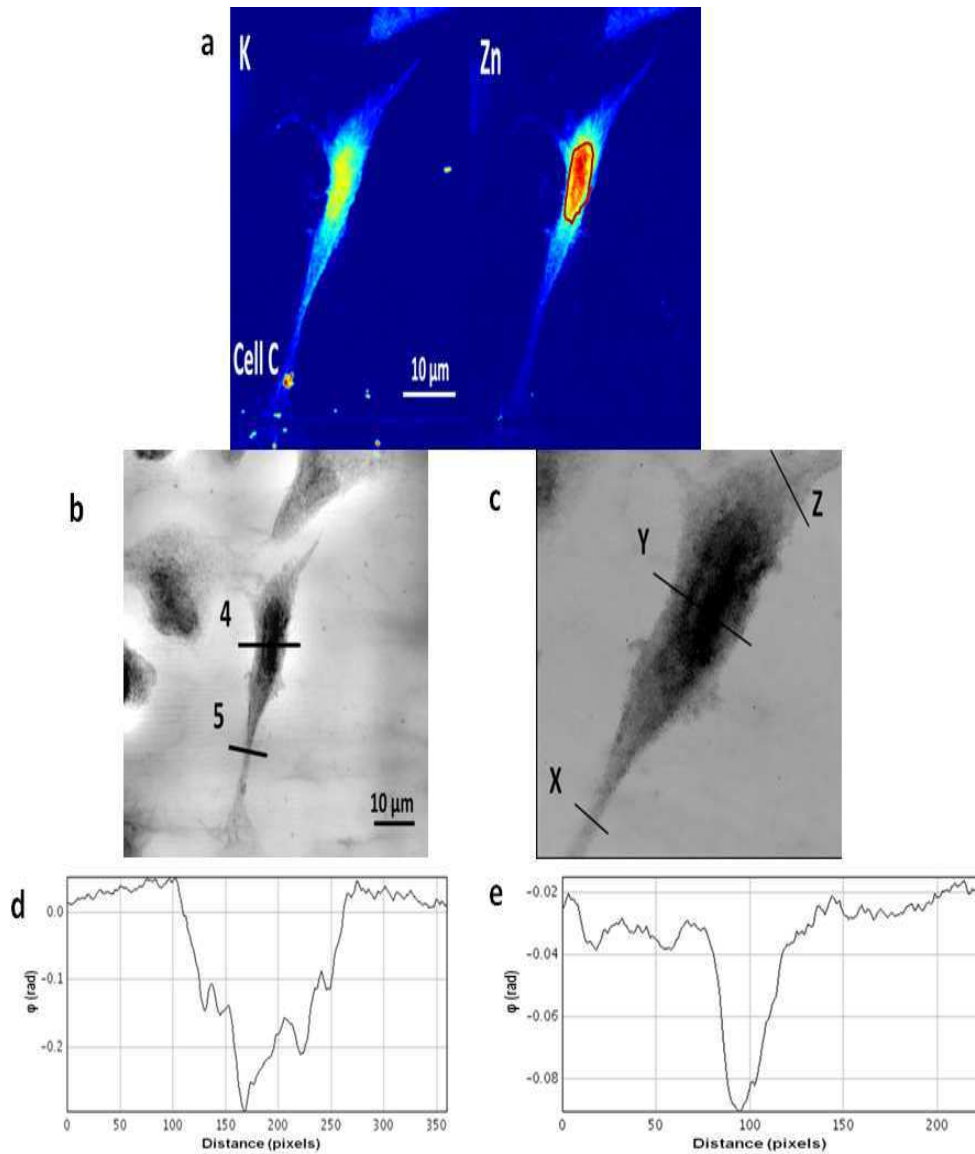 a
K
Zn
Cell C
10 µm
b
4
5
10 µm
c
Y
Z
X
d
0.0
-0.1
-0.2
φ (rad)
0 50 100 150 200 250 300 350
Distance (pixels)
e
-0.02
-0.04
-0.06
-0.08
φ (rad)
0 50 100 150 200
Distance (pixels)